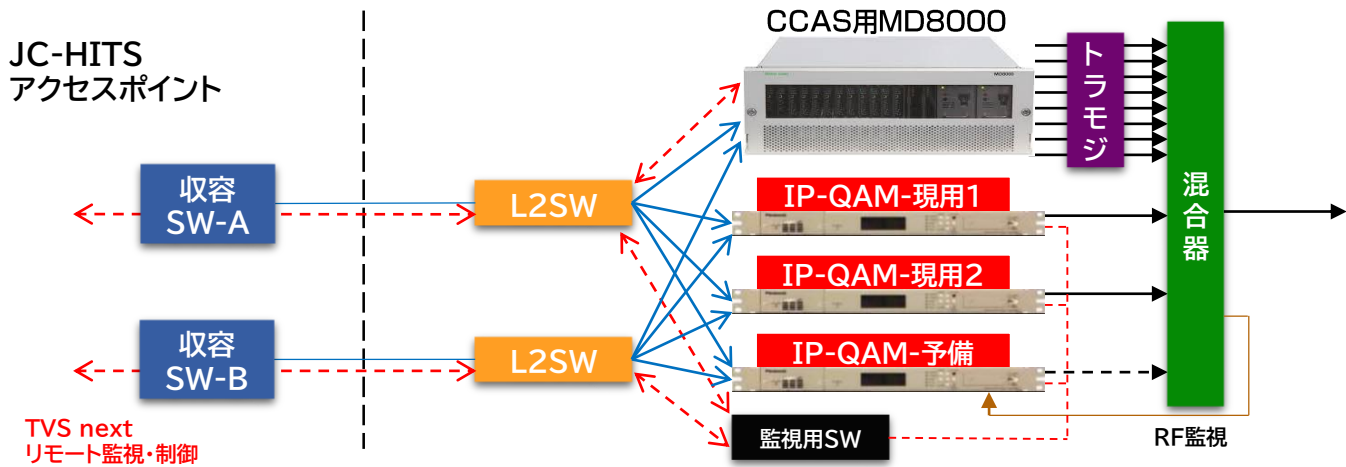 CCAS用MD8000
JC-HITS
アクセスポイント
トラモジ
混合器
収容
SW-A
L2SW
IP-QAM-現用1
IP-QAM-現用2
収容
SW-B
L2SW
IP-QAM-予備
監視用SW
RF監視
TVS next
リモート監視・制御
MD8000